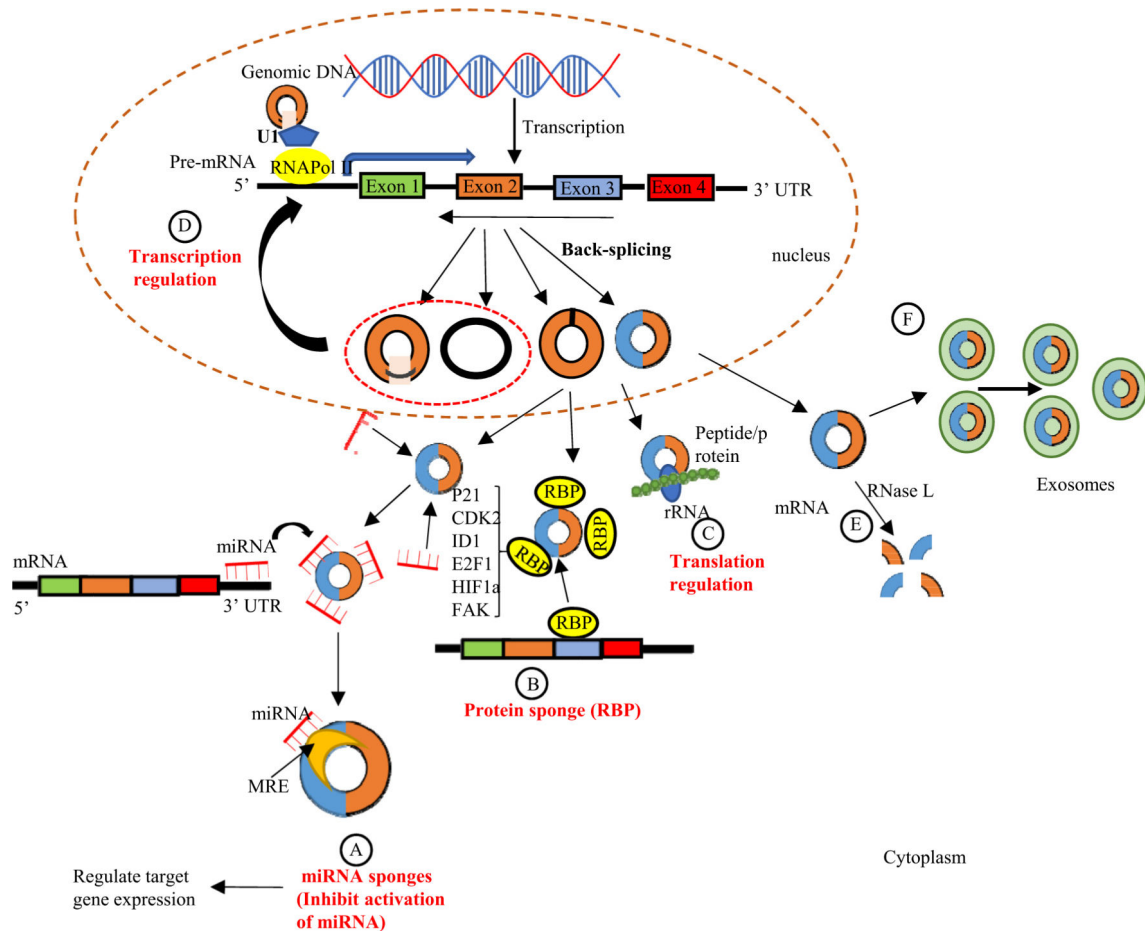 Genomic DNA
U1
Transcription
Pre-mRNA
RNAPol II
5’
Exon 1
Exon 2
Exon 3
Exon 4
3’ UTR
D
Transcription
regulation
Back-splicing
nucleus
F
Exosomes
Peptide/p
rotein
rRNA
C
Translation
regulation
mRNA
RNase L
E
P21
CDK2
ID1
E2F1
HIF1a
FAK
RBP
RBP
RBP
RBP
B
Protein sponge (RBP)
mRNA
miRNA
5’
3’ UTR
miRNA
MRE
A
miRNA sponges
(Inhibit activation
of miRNA)
Regulate target
gene expression
Cytoplasm